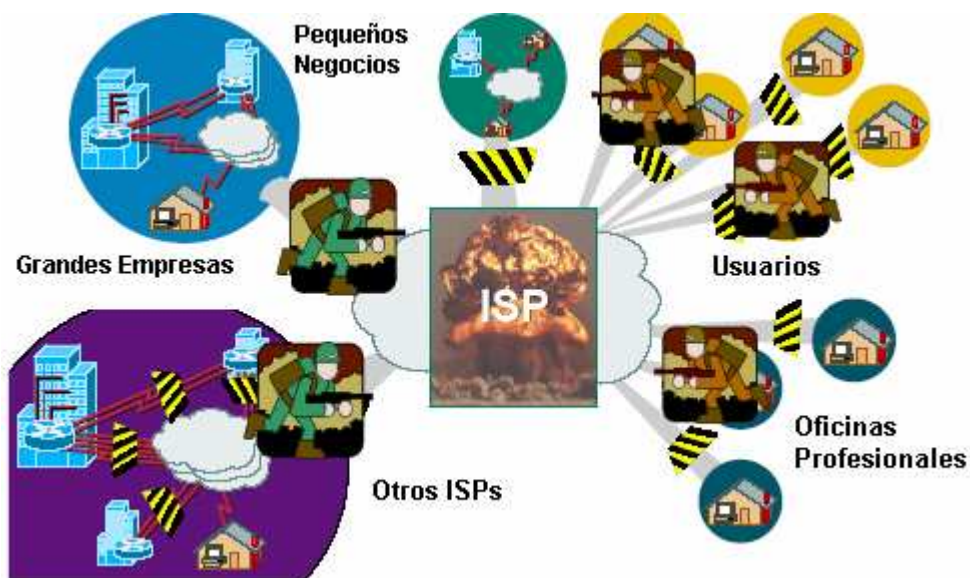 Pequeños
Negocios
Grandes Empresas
ISP
Usuarios
Otros ISPs
Oficinas
Profesionales